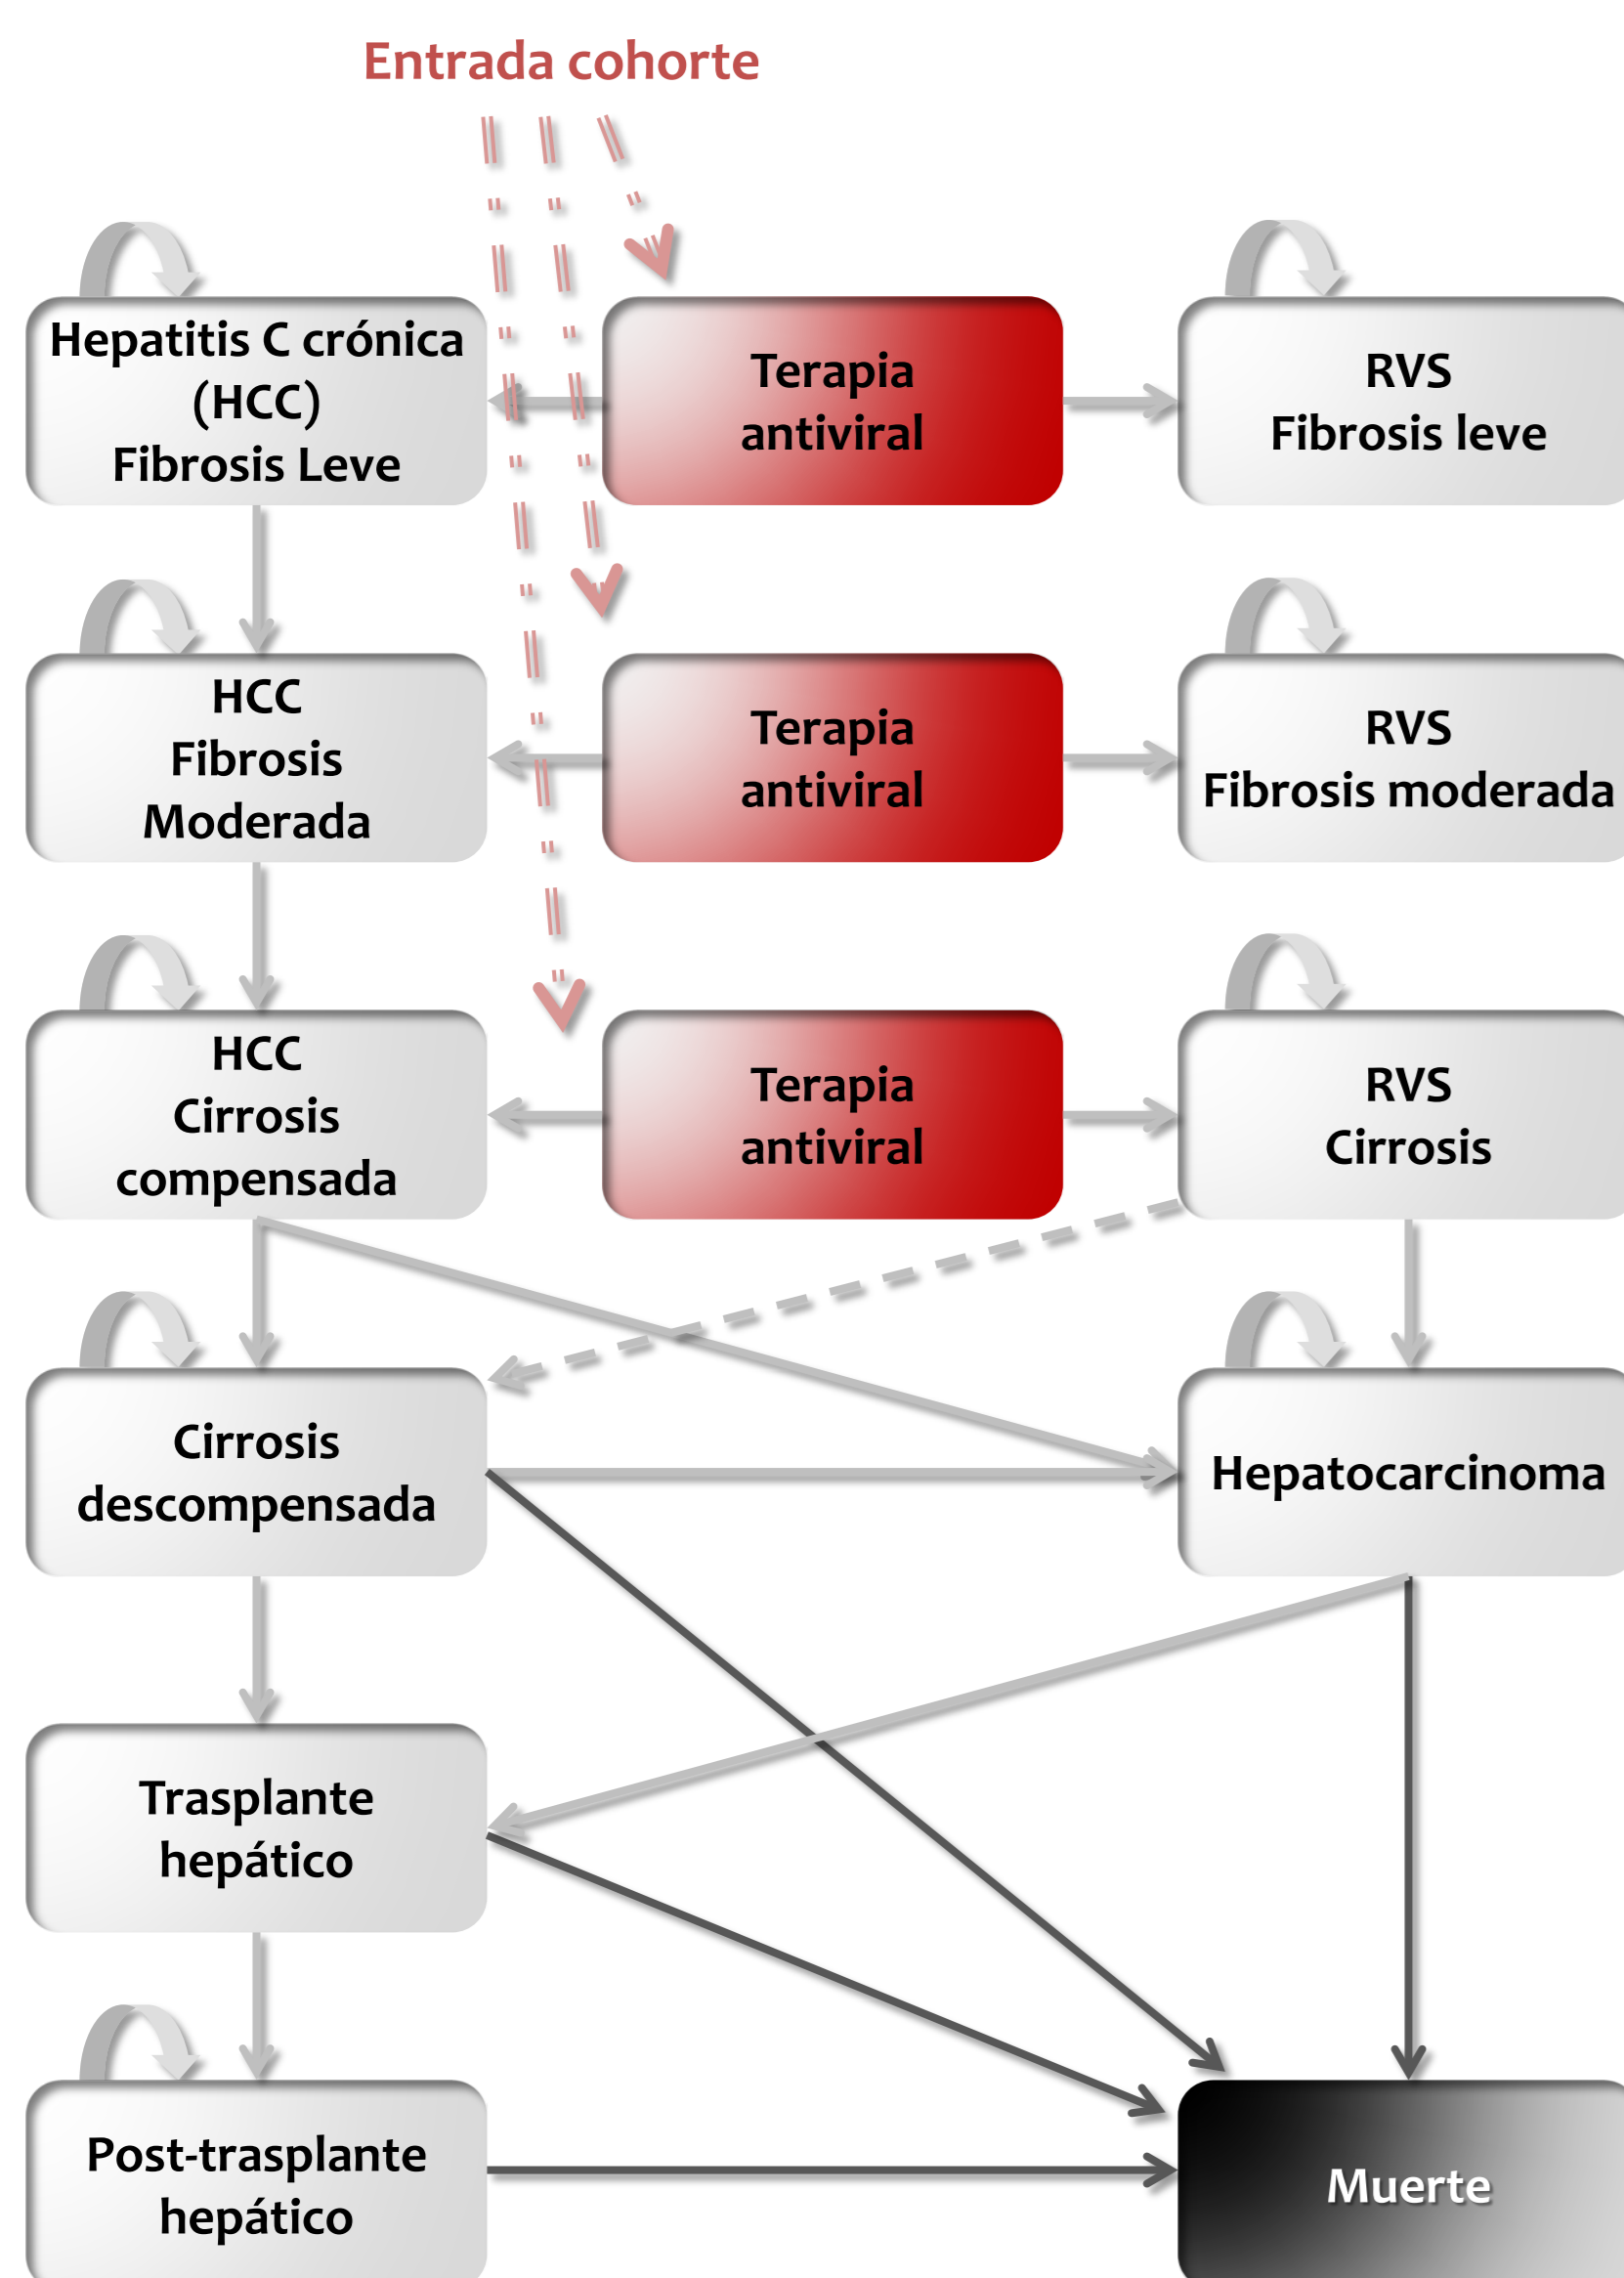 Entrada cohorte
Hepatitis C crónica
(HCC)
Fibrosis Leve
Terapia
antiviral
RVS
Fibrosis leve
HCC
Fibrosis
Moderada
Terapia
antiviral
RVS
Fibrosis moderada
HCC
Cirrosis
compensada
Terapia
antiviral
RVS
Cirrosis
Cirrosis
descompensada
Hepatocarcinoma
Trasplante
hepático
Post-trasplante
hepático
Muerte